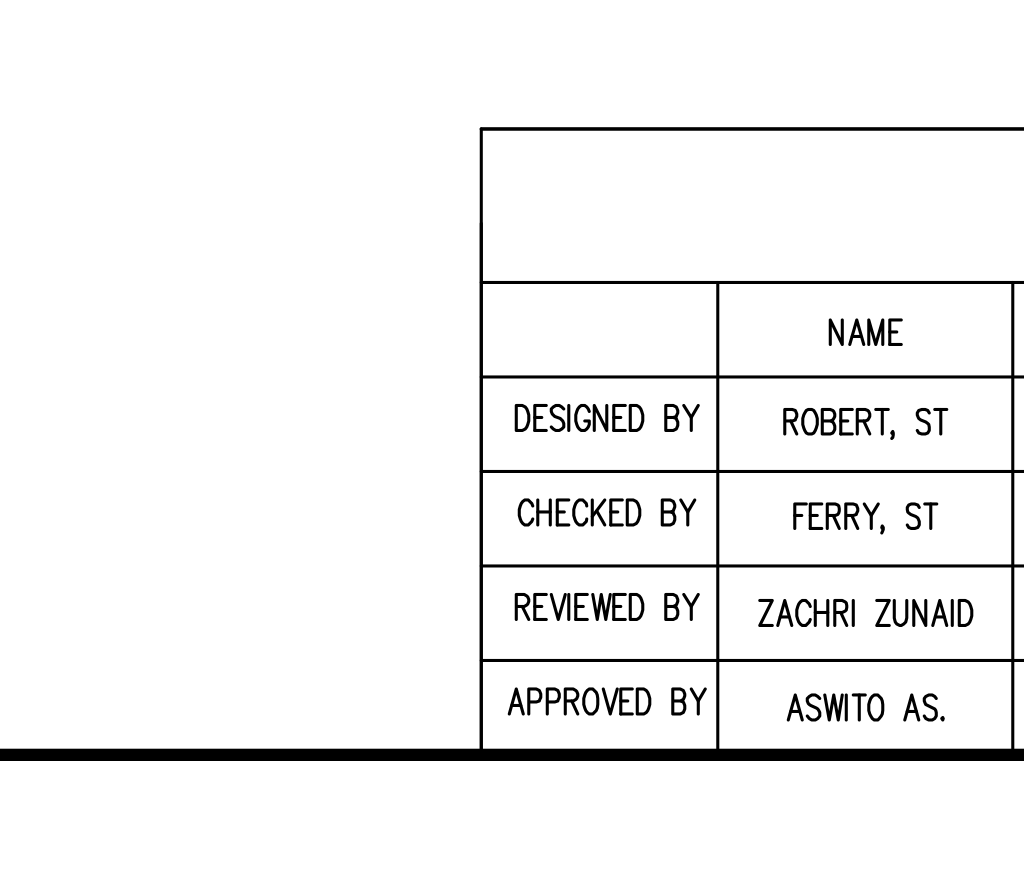 NAME
DESIGNED BY ROBERT, ST
CHECKED BY FERRY, ST
REVIEWED BY ZACHRI ZUNAID
APPROVED BY ASWITO AS.